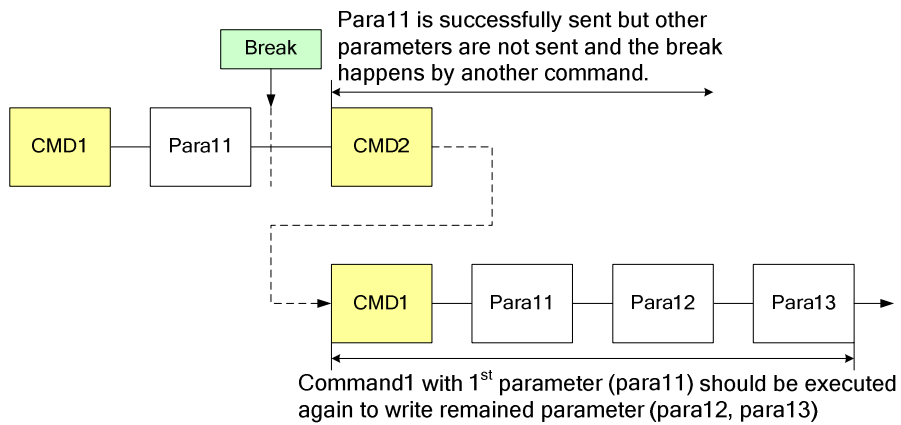 Para11 is successfully sent but other
parameters are not sent and the break
happens by another command.
Break
CMD1
Para11
CMD2
CMD1
Para11
Para12
Para13
Command1 with 1st parameter (para11) should be executed
again to write remained parameter (para12, para13)